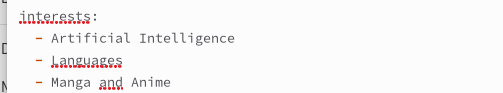 interests:
- Artificial Intelligence
- Languages
- Manga and Anime